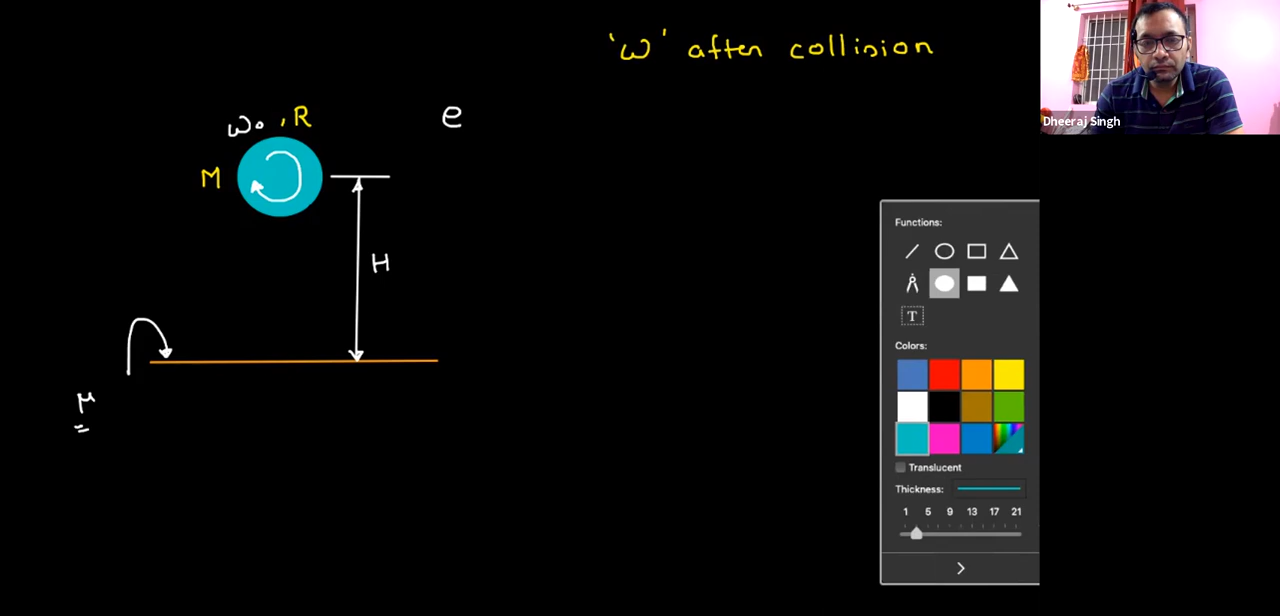 'ω' after collision
ω₀, R
e
M
H
μ
Dheeraj Singh
Functions:
T
Colors:
Translucent
Thickness:
1 5 9 13 17 21